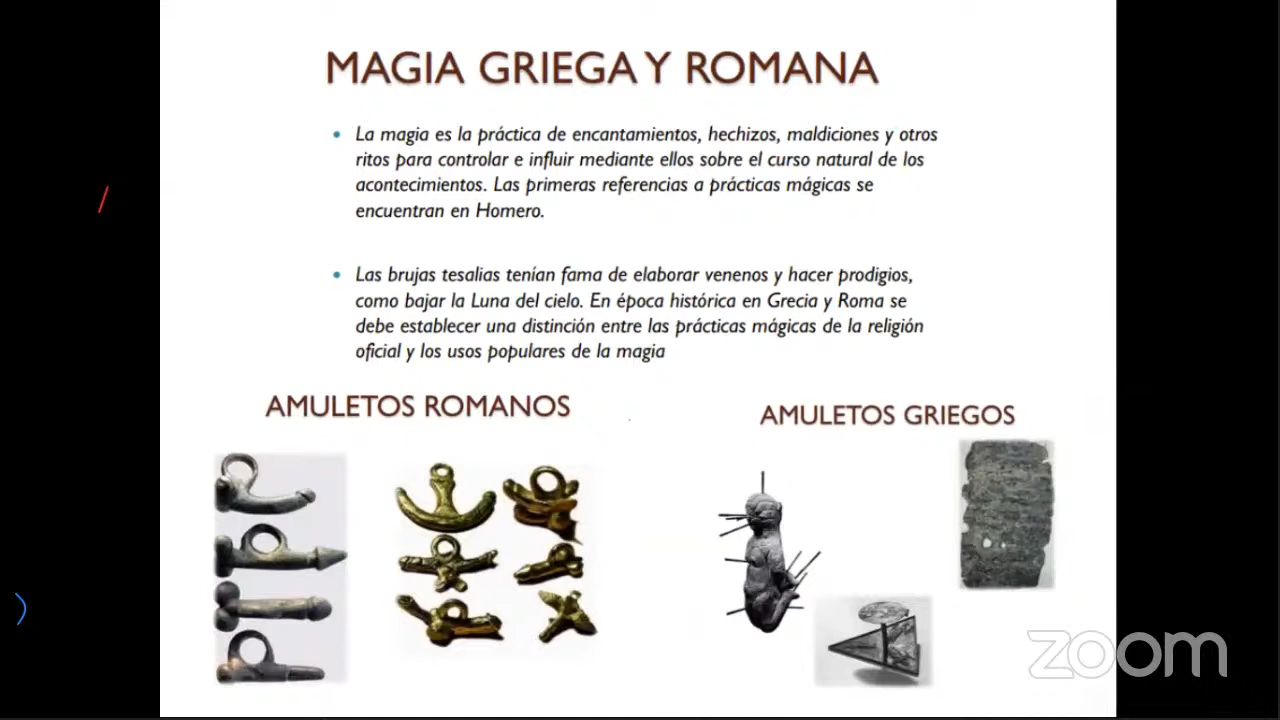 MAGIA GRIEGA Y ROMANA
• La magia es la práctica de encantamientos, hechizos, maldiciones y otros
ritos para controlar e influir mediante ellos sobre el curso natural de los
acontecimientos. Las primeras referencias a prácticas mágicas se
encuentran en Homero.
• Las brujas tesalias tenían fama de elaborar venenos y hacer prodigios,
como bajar la Luna del cielo. En época histórica en Grecia y Roma se
debe establecer una distinción entre las prácticas mágicas de la religión
oficial y los usos populares de la magia
AMULETOS ROMANOS
AMULETOS GRIEGOS
zoom